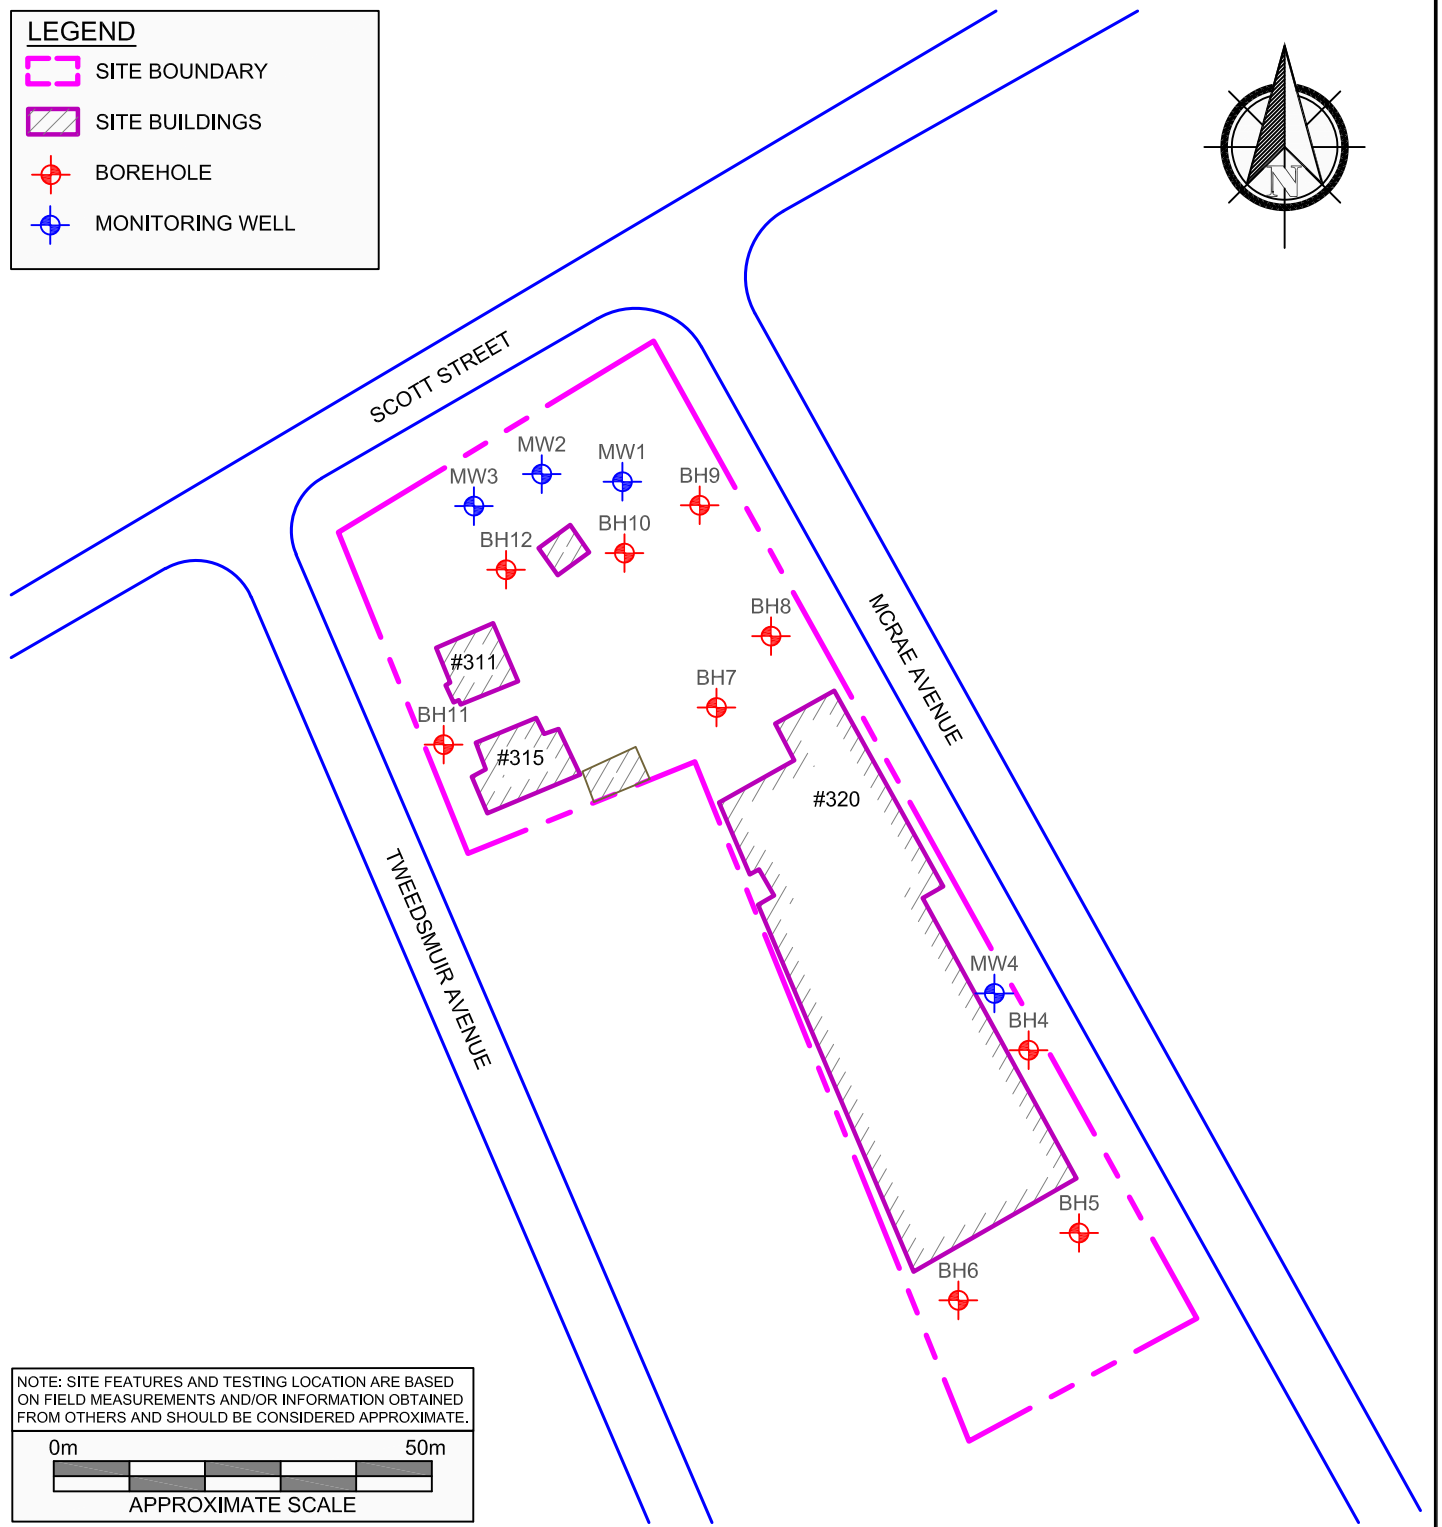 LEGEND
SITE BOUNDARY
SITE BUILDINGS
BOREHOLE
MONITORING WELL
N
SCOTT STREET
MW2
MW1
MW3
BH9
BH10
BH12
BH8
MCRAE AVENUE
#311
BH7
BH11
#315
#320
TWEEDSMUIR AVENUE
MW4
BH4
BH5
BH6
NOTE: SITE FEATURES AND TESTING LOCATION ARE BASED
ON FIELD MEASUREMENTS AND/OR INFORMATION OBTAINED
FROM OTHERS AND SHOULD BE CONSIDERED APPROXIMATE.
0m 50m
APPROXIMATE SCALE